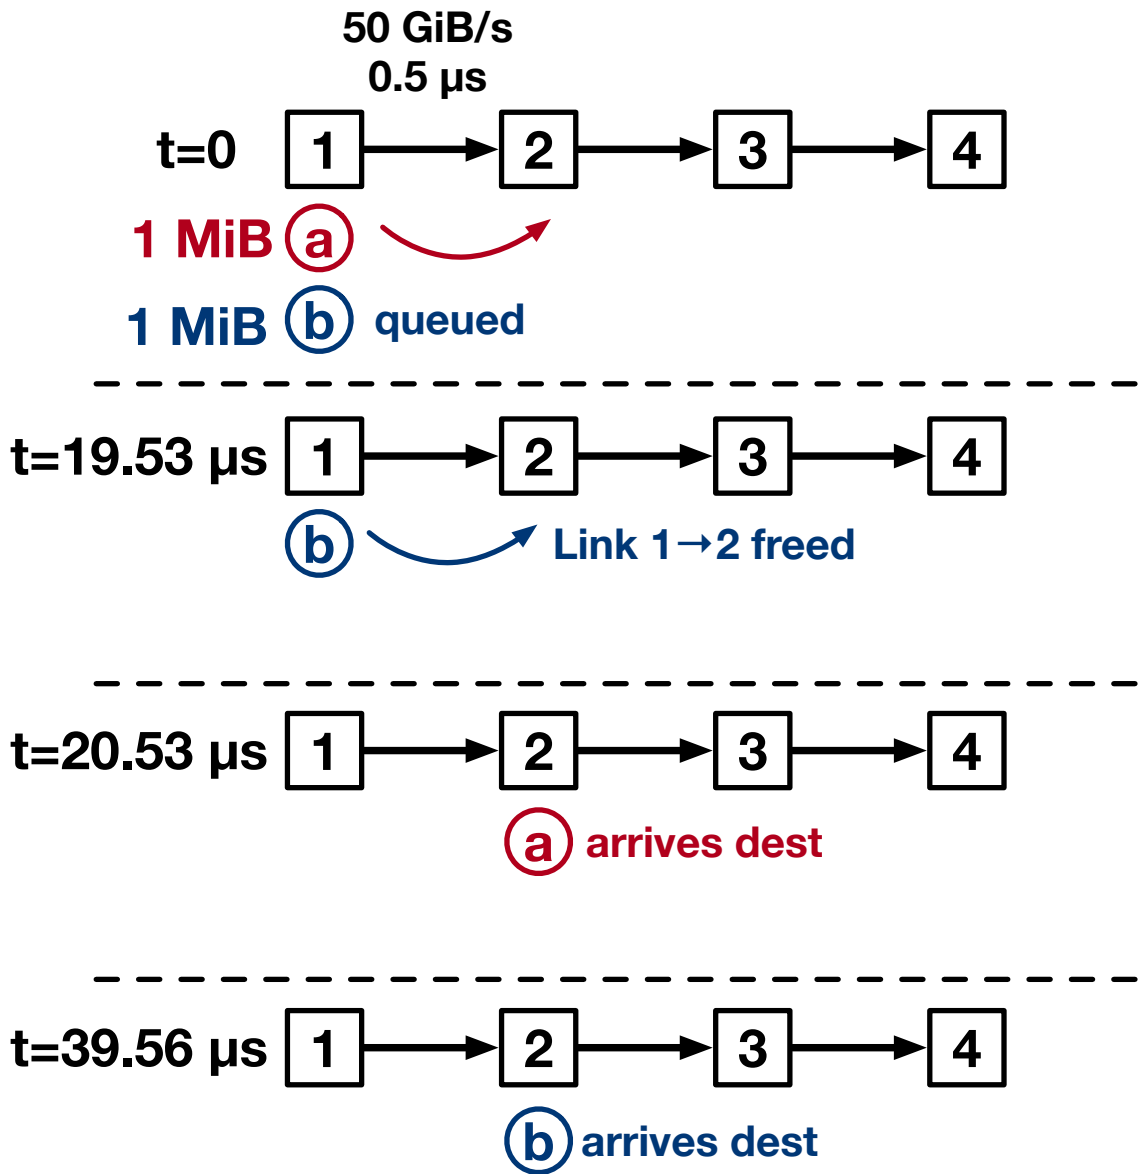 50 GiB/s
0.5 μs
t=0 1 2 3 4
1 MiB a
1 MiB b queued
t=19.53 μs 1 2 3 4
b Link 1→2 freed
t=20.53 μs 1 2 3 4
a arrives dest
t=39.56 μs 1 2 3 4
b arrives dest